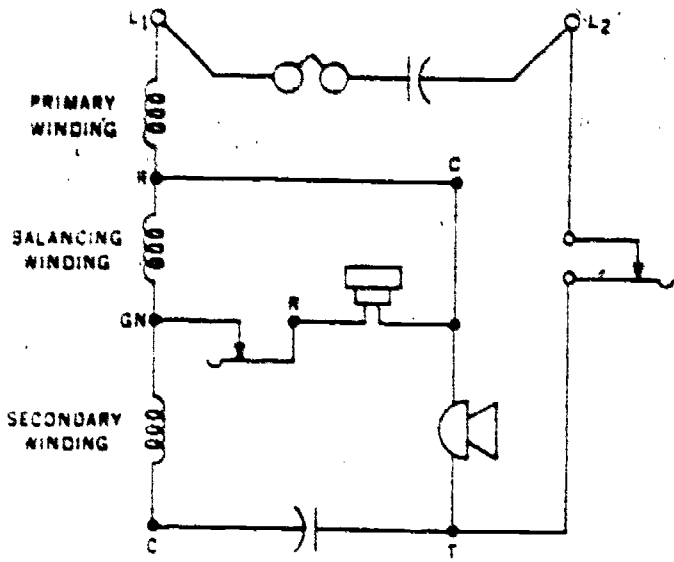 L1
L2
PRIMARY
WINDING
R
C
BALANCING
WINDING
R
GN
SECONDARY
WINDING
C
T